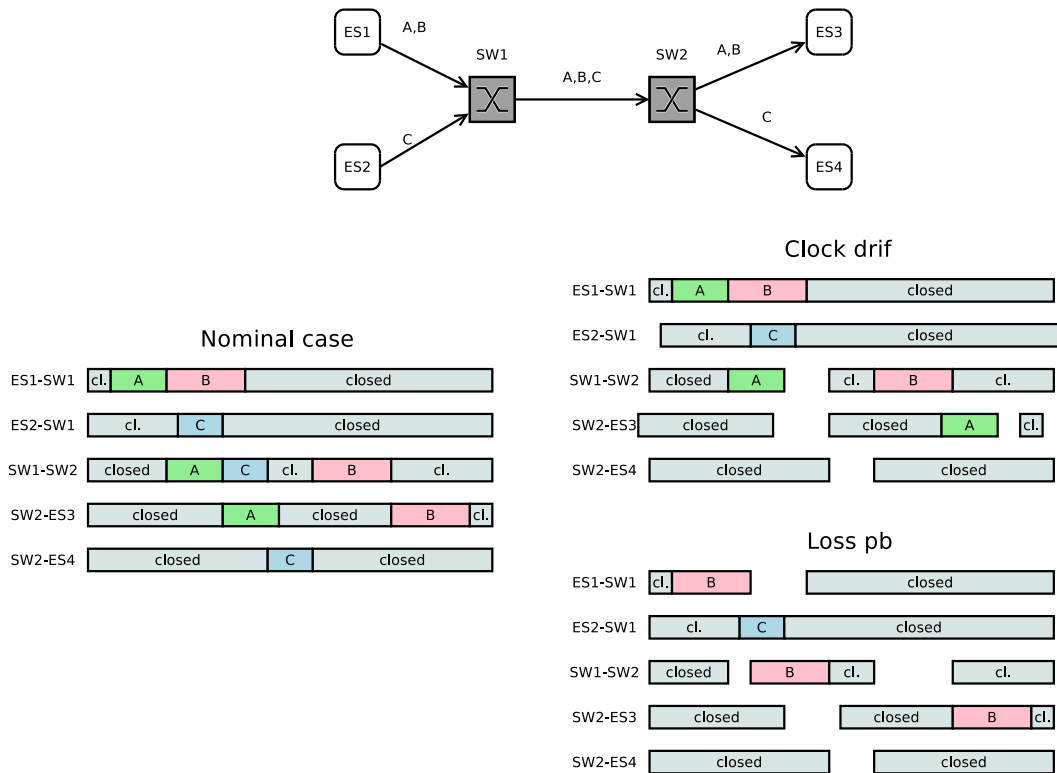 ES1
A,B
SW1
A,B,C
SW2
A,B
ES3
ES2
C
C
ES4
Nominal case
ES1-SW1 cl. A B closed
ES2-SW1 cl. C closed
SW1-SW2 closed A C cl. B cl.
SW2-ES3 closed A closed B cl.
SW2-ES4 closed C closed
Clock drif
ES1-SW1 cl. A B closed
ES2-SW1 cl. C closed
SW1-SW2 closed A cl. B cl.
SW2-ES3 closed closed A cl.
SW2-ES4 closed closed
Loss pb
ES1-SW1 cl. B closed
ES2-SW1 cl. C closed
SW1-SW2 closed B cl. cl.
SW2-ES3 closed closed B cl.
SW2-ES4 closed closed